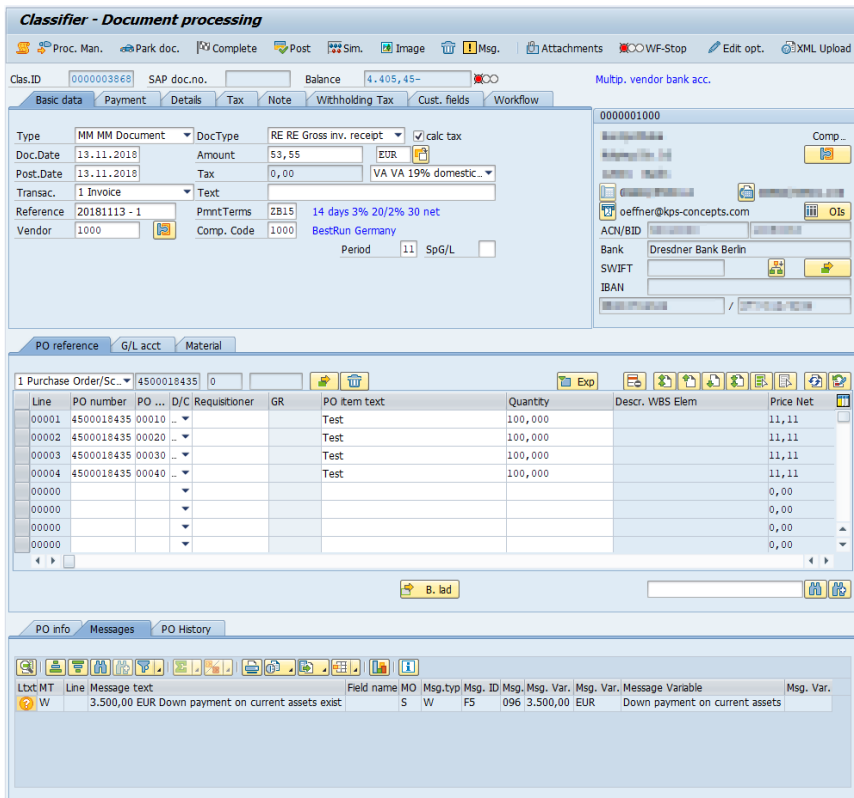 Classifier - Document processing
Proc. Man. Park doc. Complete Post Sim. Image Msg. Attachments WF-Stop Edit opt. XML Upload
Clas.ID 0000003868 SAP doc.no. Balance 4.405,45- Multip. vendor bank acc.
Basic data Payment Details Tax Note Withholding Tax Cust. fields Workflow
0000001000
Type MM MM Document DocType RE RE Gross inv. receipt calc tax
Comp...
Doc.Date 13.11.2018 Amount 53,55 EUR
Post.Date 13.11.2018 Tax 0,00 VA VA 19% domestic...
Transac. 1 Invoice Text
Reference 20181113 - 1 PmntTerms ZB15 14 days 3% 20/2% 30 net
oeffner@kps-concepts.com OIs
Vendor 1000 Comp. Code 1000 BestRun Germany
ACN/BID
Period 11 SpG/L
Bank Dresdner Bank Berlin
SWIFT
IBAN
/
PO reference G/L acct Material
1 Purchase Order/Sc... 4500018435 0 Exp
Line PO number PO ... D/C Requisitioner GR PO item text Quantity Descr. WBS Elem Price Net
00001 4500018435 00010 .. Test 100,000 11,11
00002 4500018435 00020 .. Test 100,000 11,11
00003 4500018435 00030 .. Test 100,000 11,11
00004 4500018435 00040 .. Test 100,000 11,11
00000 0,00
00000 0,00
00000 0,00
00000 0,00
B. lad
PO info Messages PO History
Ltxt MT Line Message text Field name MO Msg.typ Msg. ID Msg. Msg. Var. Msg. Var. Message Variable Msg. Var.
W 3.500,00 EUR Down payment on current assets exist S W F5 096 3.500,00 EUR Down payment on current assets